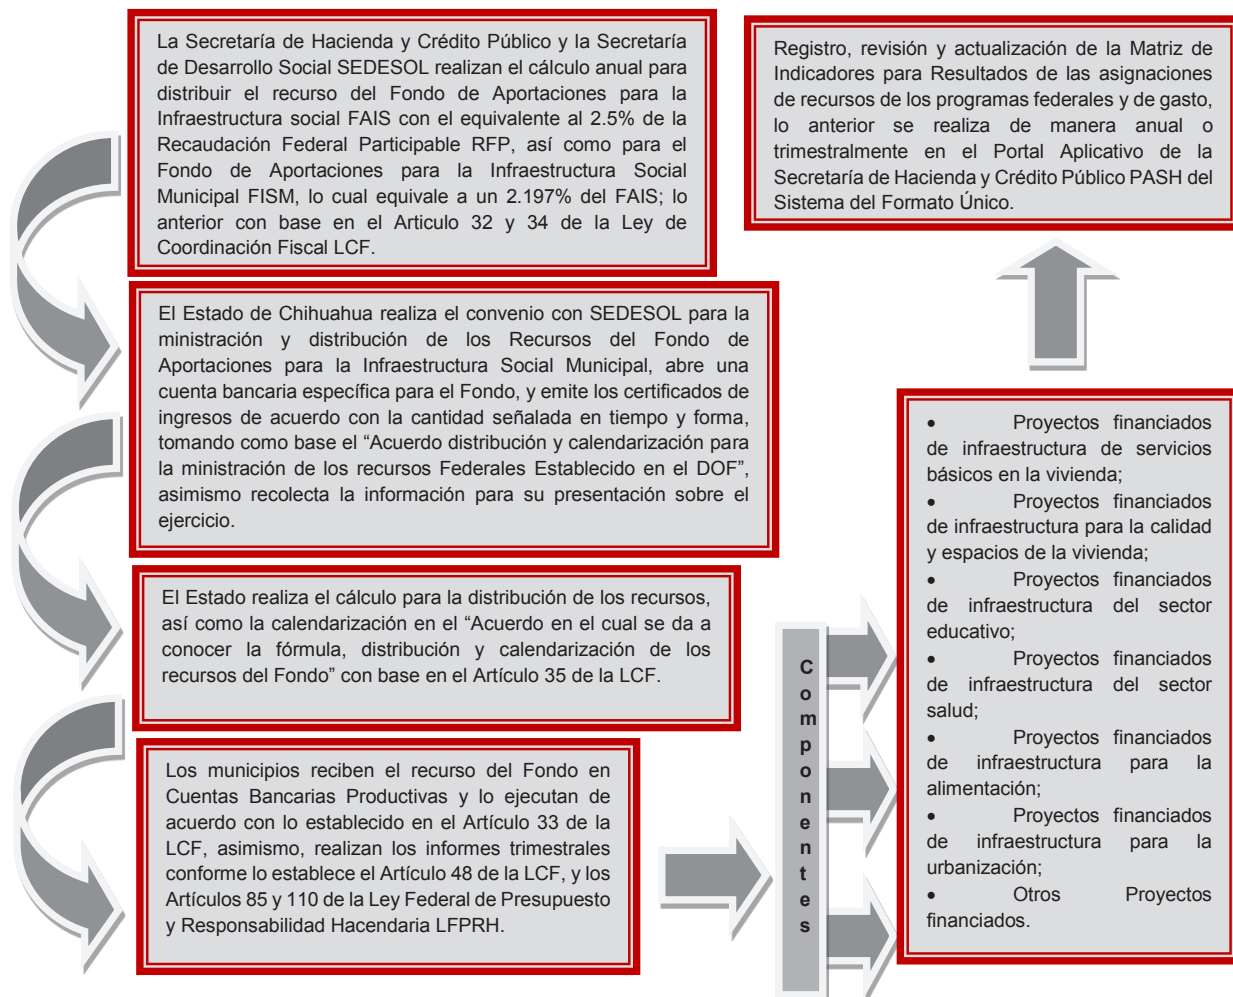 La Secretaría de Hacienda y Crédito Público y la Secretaría
de Desarrollo Social SEDESOL realizan el cálculo anual para
distribuir el recurso del Fondo de Aportaciones para la
Infraestructura social FAIS con el equivalente al 2.5% de la
Recaudación Federal Participable RFP, así como para el
Fondo de Aportaciones para la Infraestructura Social
Municipal FISM, lo cual equivale a un 2.197% del FAIS; lo
anterior con base en el Articulo 32 y 34 de la Ley de
Coordinación Fiscal LCF.
El Estado de Chihuahua realiza el convenio con SEDESOL para la
ministración y distribución de los Recursos del Fondo de
Aportaciones para la Infraestructura Social Municipal, abre una
cuenta bancaria específica para el Fondo, y emite los certificados de
ingresos de acuerdo con la cantidad señalada en tiempo y forma,
tomando como base el “Acuerdo distribución y calendarización para
la ministración de los recursos Federales Establecido en el DOF”,
asimismo recolecta la información para su presentación sobre el
ejercicio.
El Estado realiza el cálculo para la distribución de los recursos,
así como la calendarización en el “Acuerdo en el cual se da a
conocer la fórmula, distribución y calendarización de los
recursos del Fondo” con base en el Artículo 35 de la LCF.
Los municipios reciben el recurso del Fondo en
Cuentas Bancarias Productivas y lo ejecutan de
acuerdo con lo establecido en el Artículo 33 de la
LCF, asimismo, realizan los informes trimestrales
conforme lo establece el Artículo 48 de la LCF, y los
Artículos 85 y 110 de la Ley Federal de Presupuesto
y Responsabilidad Hacendaria LFPRH.
Componentes
• Proyectos financiados
de infraestructura de servicios
básicos en la vivienda;
• Proyectos financiados
de infraestructura para la calidad
y espacios de la vivienda;
• Proyectos financiados
de infraestructura del sector
educativo;
• Proyectos financiados
de infraestructura del sector
salud;
• Proyectos financiados
de infraestructura para la
alimentación;
• Proyectos financiados
de infraestructura para la
urbanización;
• Otros Proyectos
financiados.
Registro, revisión y actualización de la Matriz de
Indicadores para Resultados de las asignaciones
de recursos de los programas federales y de gasto,
lo anterior se realiza de manera anual o
trimestralmente en el Portal Aplicativo de la
Secretaría de Hacienda y Crédito Público PASH del
Sistema del Formato Único.